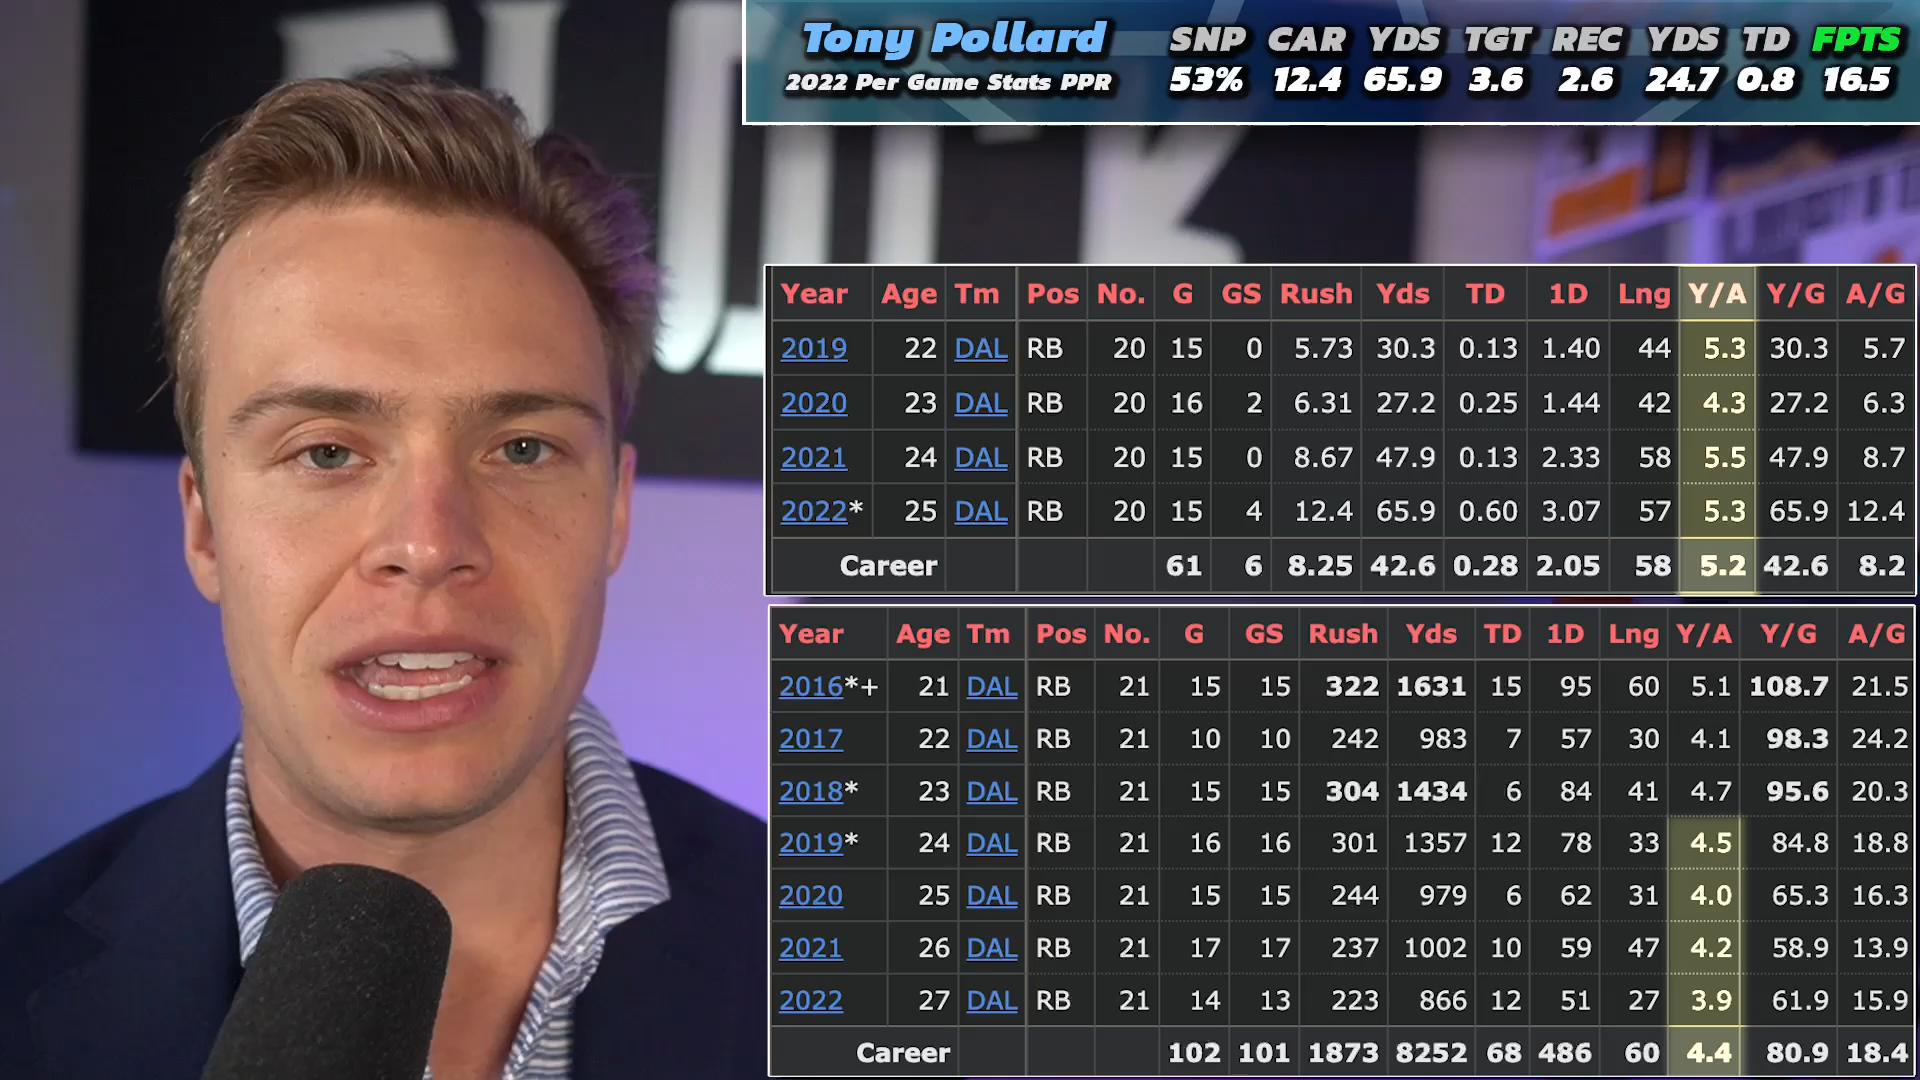 Tony Pollard
2022 Per Game Stats PPR
SNP CAR YDS TGT REC YDS TD FPTS
53% 12.4 65.9 3.6 2.6 24.7 0.8 16.5
Year Age Tm Pos No. G GS Rush Yds TD 1D Lng Y/A Y/G A/G
2019 22 DAL RB 20 15 0 5.73 30.3 0.13 1.40 44 5.3 30.3 5.7
2020 23 DAL RB 20 16 2 6.31 27.2 0.25 1.44 42 4.3 27.2 6.3
2021 24 DAL RB 20 15 0 8.67 47.9 0.13 2.33 58 5.5 47.9 8.7
2022* 25 DAL RB 20 15 4 12.4 65.9 0.60 3.07 57 5.3 65.9 12.4
Career 61 6 8.25 42.6 0.28 2.05 58 5.2 42.6 8.2
Year Age Tm Pos No. G GS Rush Yds TD 1D Lng Y/A Y/G A/G
2016*+ 21 DAL RB 21 15 15 322 1631 15 95 60 5.1 108.7 21.5
2017 22 DAL RB 21 10 10 242 983 7 57 30 4.1 98.3 24.2
2018* 23 DAL RB 21 15 15 304 1434 6 84 41 4.7 95.6 20.3
2019* 24 DAL RB 21 16 16 301 1357 12 78 33 4.5 84.8 18.8
2020 25 DAL RB 21 15 15 244 979 6 62 31 4.0 65.3 16.3
2021 26 DAL RB 21 17 17 237 1002 10 59 47 4.2 58.9 13.9
2022 27 DAL RB 21 14 13 223 866 12 51 27 3.9 61.9 15.9
Career 102 101 1873 8252 68 486 60 4.4 80.9 18.4